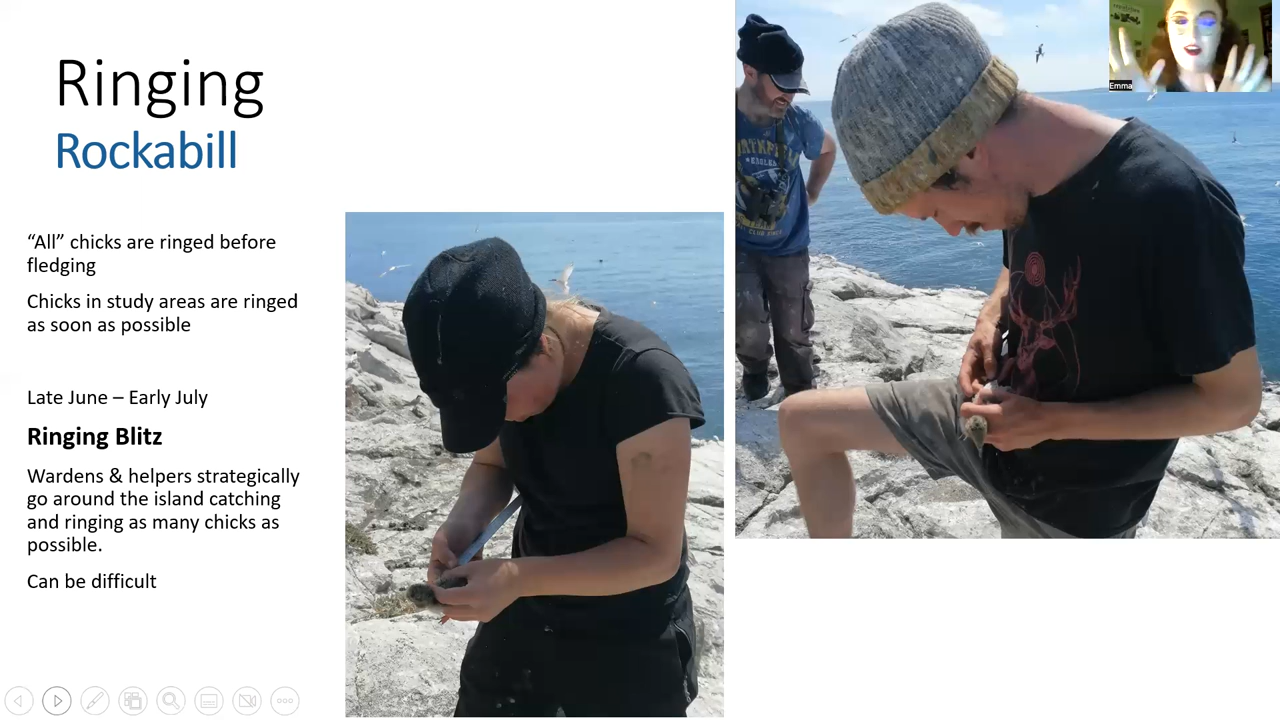 Ringing
Rockabill
“All” chicks are ringed before
fledging
Chicks in study areas are ringed
as soon as possible
Late June – Early July
Ringing Blitz
Wardens & helpers strategically
go around the island catching
and ringing as many chicks as
possible.
Can be difficult
Emma